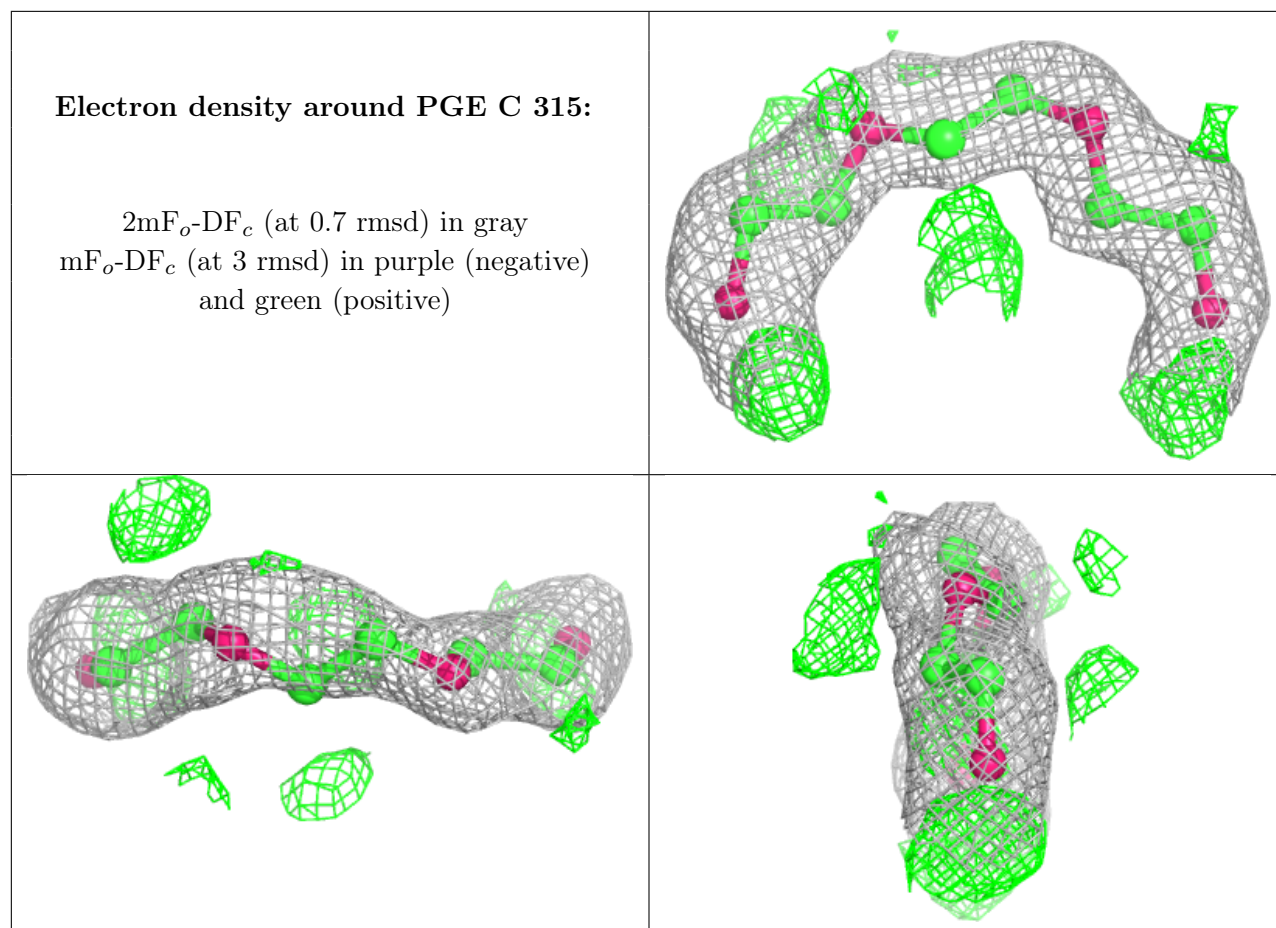 Electron density around PGE C 315:
2mFo-DFc (at 0.7 rmsd) in gray
mFo-DFc (at 3 rmsd) in purple (negative)
and green (positive)